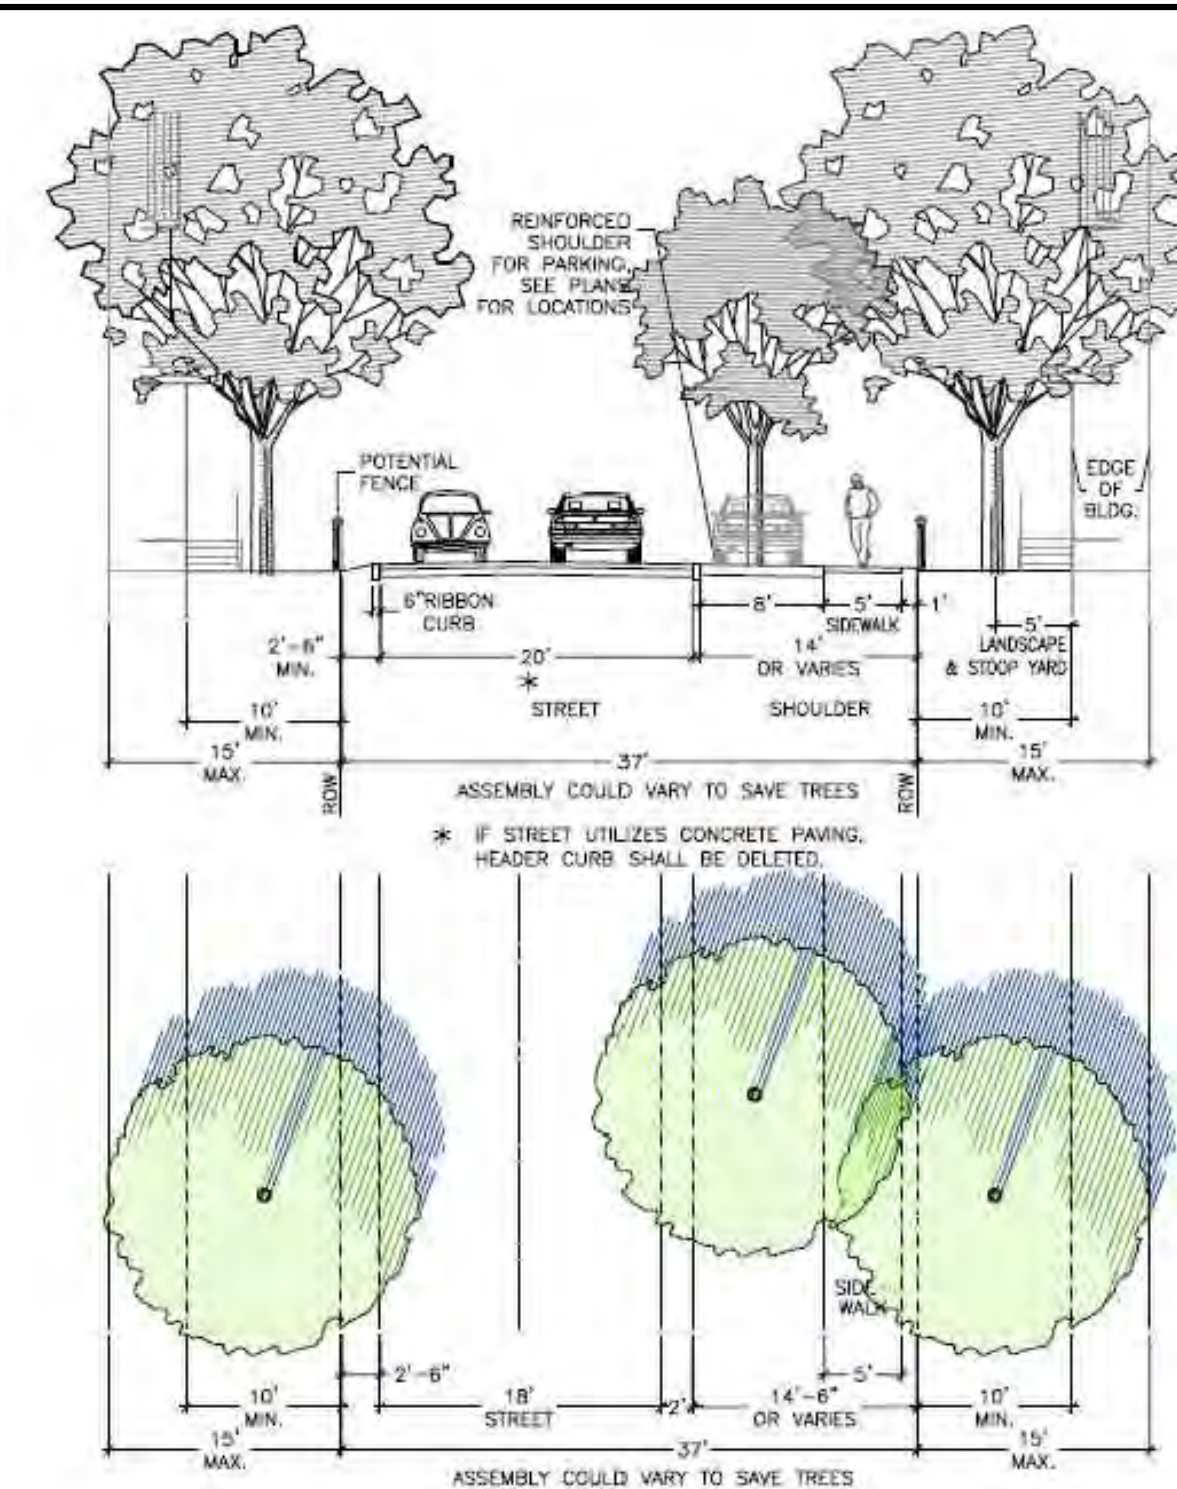 REINFORCED
SHOULDER
FOR PARKING,
SEE PLANS
FOR LOCATIONS
POTENTIAL
FENCE
EDGE
OF
BLDG.
6" RIBBON
CURB
8'
5'
SIDEWALK
1'
5'
LANDSCAPE
& STOOP YARD
2'-6"
MIN.
20'
*
STREET
14'
OR VARIES
SHOULDER
10'
MIN.
10'
MIN.
15'
MAX.
37'
15'
MAX.
ROW
ROW
ASSEMBLY COULD VARY TO SAVE TREES
* IF STREET UTILIZES CONCRETE PAVING,
HEADER CURB SHALL BE DELETED.
SIDE-
WALK
2'-6"
5'
10'
MIN.
18'
STREET
2'
14'-6"
OR VARIES
10'
MIN.
15'
MAX.
37'
15'
MAX.
ASSEMBLY COULD VARY TO SAVE TREES